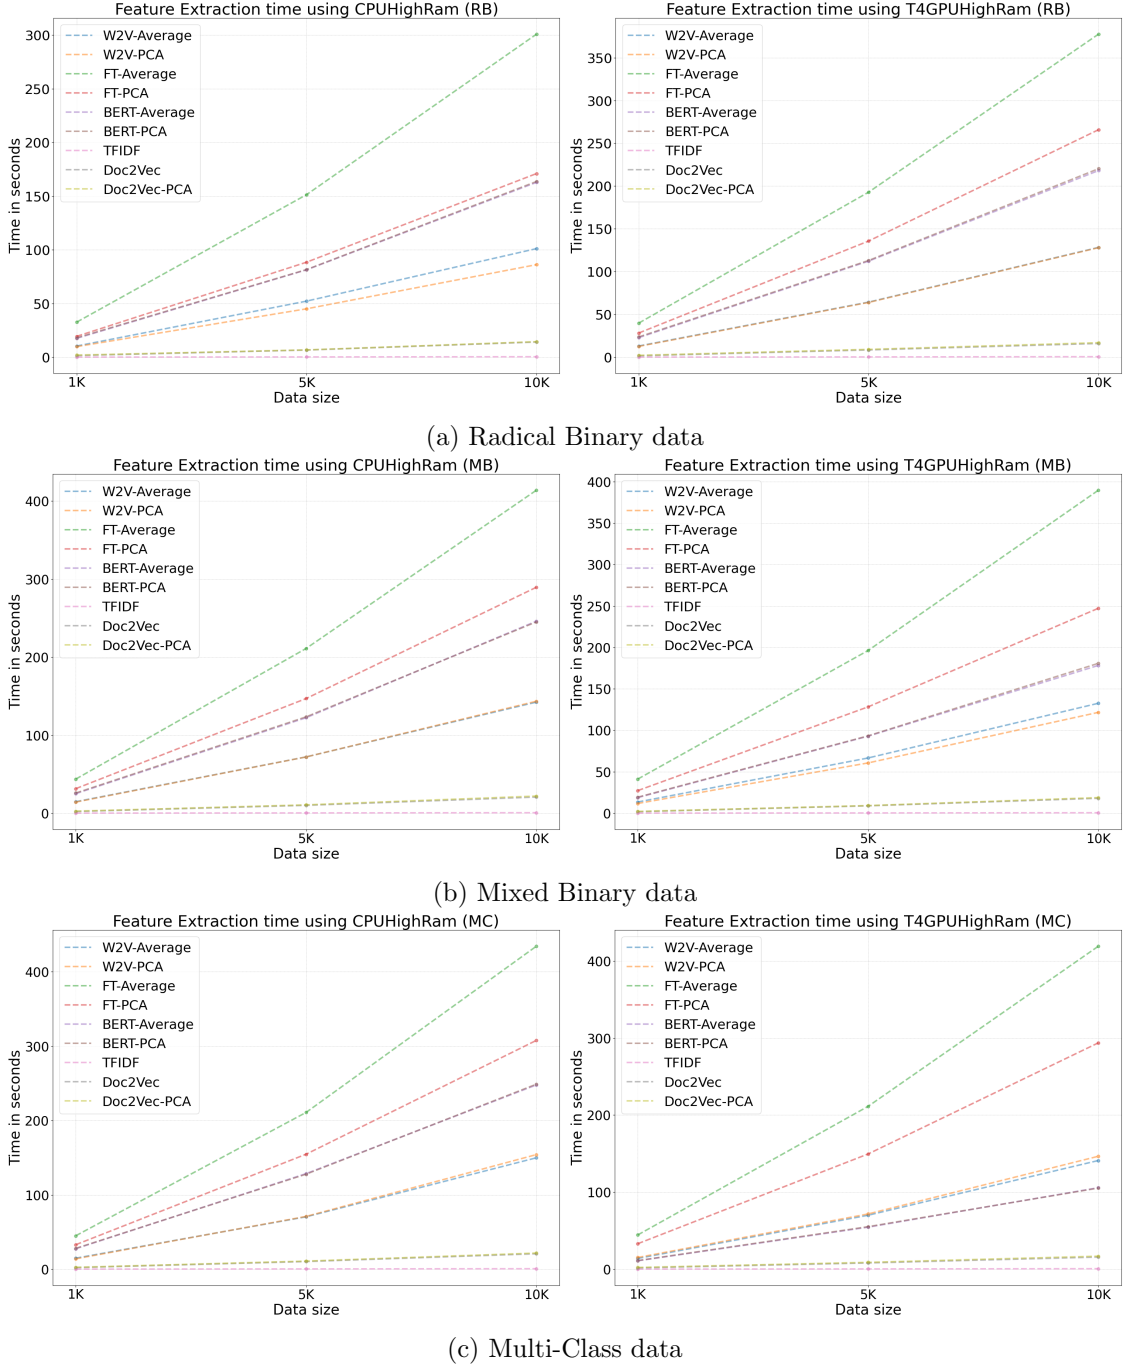 Feature Extraction time using CPUHighRam (RB)
Time in seconds
300
250
200
150
100
50
0
W2V-Average
W2V-PCA
FT-Average
FT-PCA
BERT-Average
BERT-PCA
TFIDF
Doc2Vec
Doc2Vec-PCA
1K
5K
10K
Data size
Feature Extraction time using T4GPUHighRam (RB)
Time in seconds
350
300
250
200
150
100
50
0
W2V-Average
W2V-PCA
FT-Average
FT-PCA
BERT-Average
BERT-PCA
TFIDF
Doc2Vec
Doc2Vec-PCA
1K
5K
10K
Data size
(a) Radical Binary data
Feature Extraction time using CPUHighRam (MB)
Time in seconds
400
300
200
100
0
W2V-Average
W2V-PCA
FT-Average
FT-PCA
BERT-Average
BERT-PCA
TFIDF
Doc2Vec
Doc2Vec-PCA
1K
5K
10K
Data size
Feature Extraction time using T4GPUHighRam (MB)
Time in seconds
400
350
300
250
200
150
100
50
0
W2V-Average
W2V-PCA
FT-Average
FT-PCA
BERT-Average
BERT-PCA
TFIDF
Doc2Vec
Doc2Vec-PCA
1K
5K
10K
Data size
(b) Mixed Binary data
Feature Extraction time using CPUHighRam (MC)
Time in seconds
400
300
200
100
0
W2V-Average
W2V-PCA
FT-Average
FT-PCA
BERT-Average
BERT-PCA
TFIDF
Doc2Vec
Doc2Vec-PCA
1K
5K
10K
Data size
Feature Extraction time using T4GPUHighRam (MC)
Time in seconds
400
300
200
100
0
W2V-Average
W2V-PCA
FT-Average
FT-PCA
BERT-Average
BERT-PCA
TFIDF
Doc2Vec
Doc2Vec-PCA
1K
5K
10K
Data size
(c) Multi-Class data